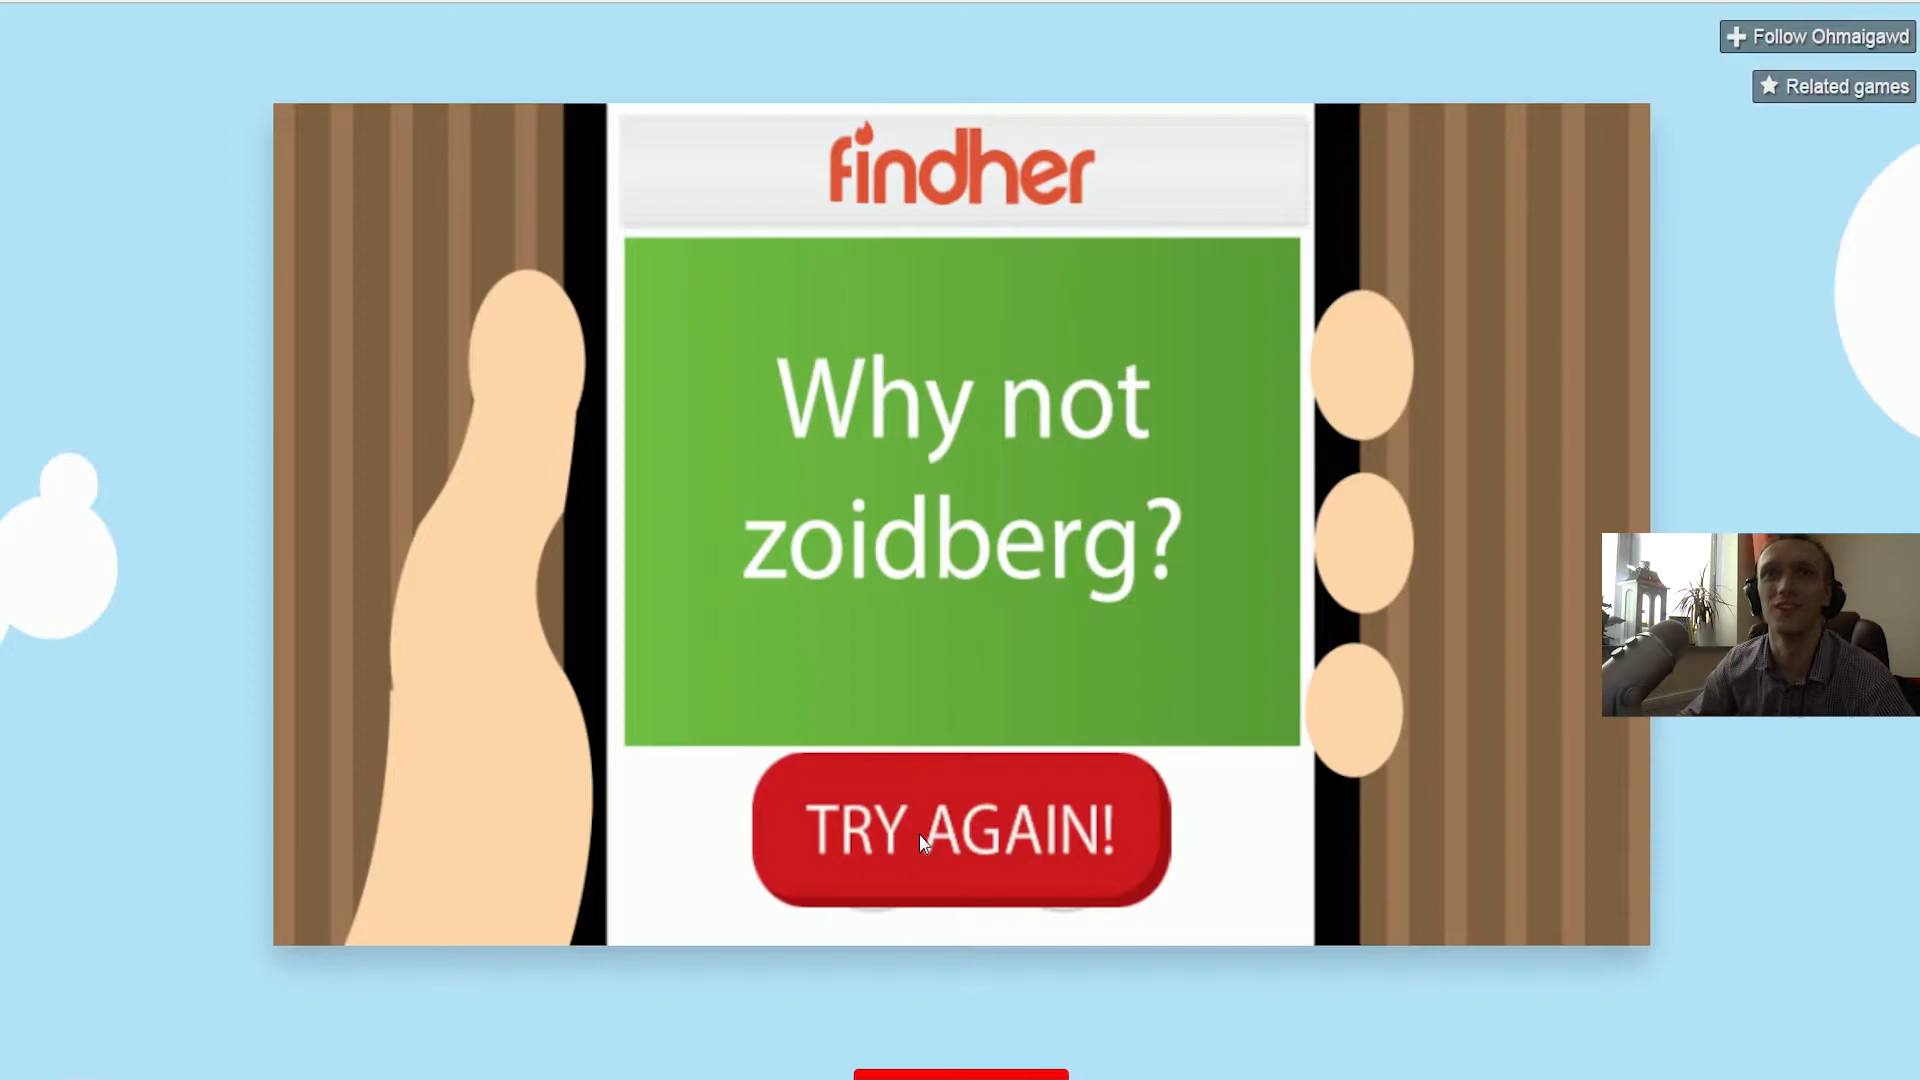 Follow Ohmaigawd
Related games
findher
Why not
zoidberg?
TRY AGAIN!